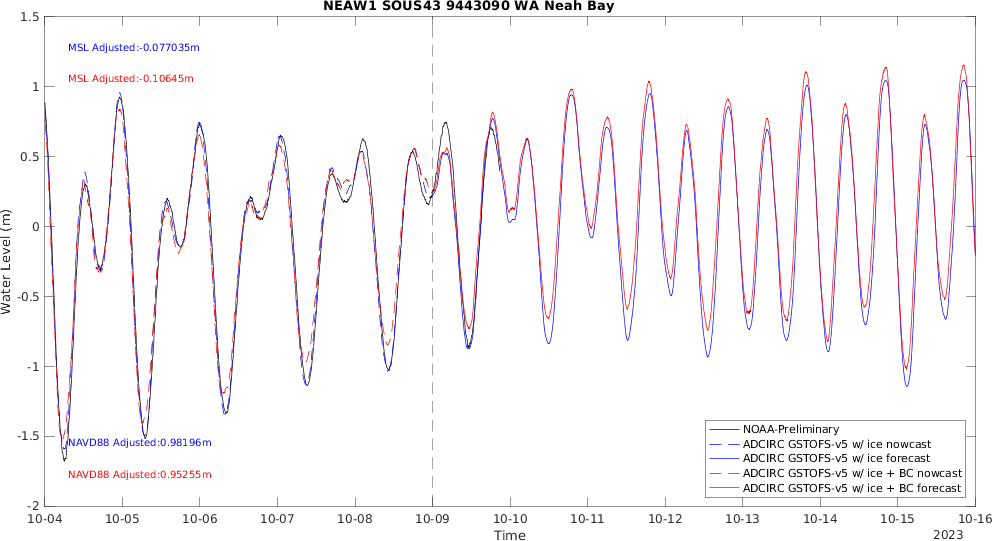 NEAW1 SOUS43 9443090 WA Neah Bay
1.5
MSL Adjusted:-0.077035m
MSL Adjusted:-0.10645m
1
0.5
0
-0.5
-1
-1.5
-2
Water Level (m)
NAVD88 Adjusted:0.98196m
NAVD88 Adjusted:0.95255m
NOAA-Preliminary
ADCIRC GSTOFS-v5 w/ ice nowcast
ADCIRC GSTOFS-v5 w/ ice forecast
ADCIRC GSTOFS-v5 w/ ice + BC nowcast
ADCIRC GSTOFS-v5 w/ ice + BC forecast
10-04 10-05 10-06 10-07 10-08 10-09 10-10 10-11 10-12 10-13 10-14 10-15 10-16
Time
2023